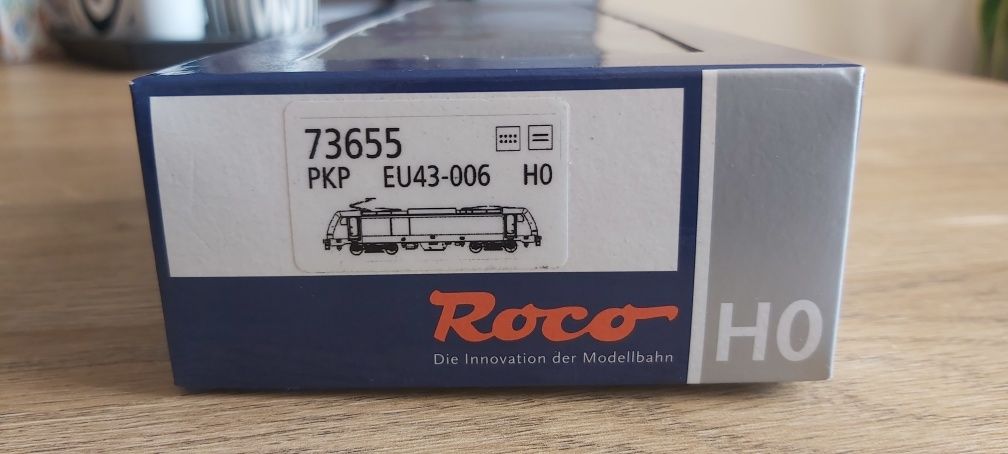 73655
PKP EU43-006 H0
Roco
Die Innovation der Modellbahn
H0